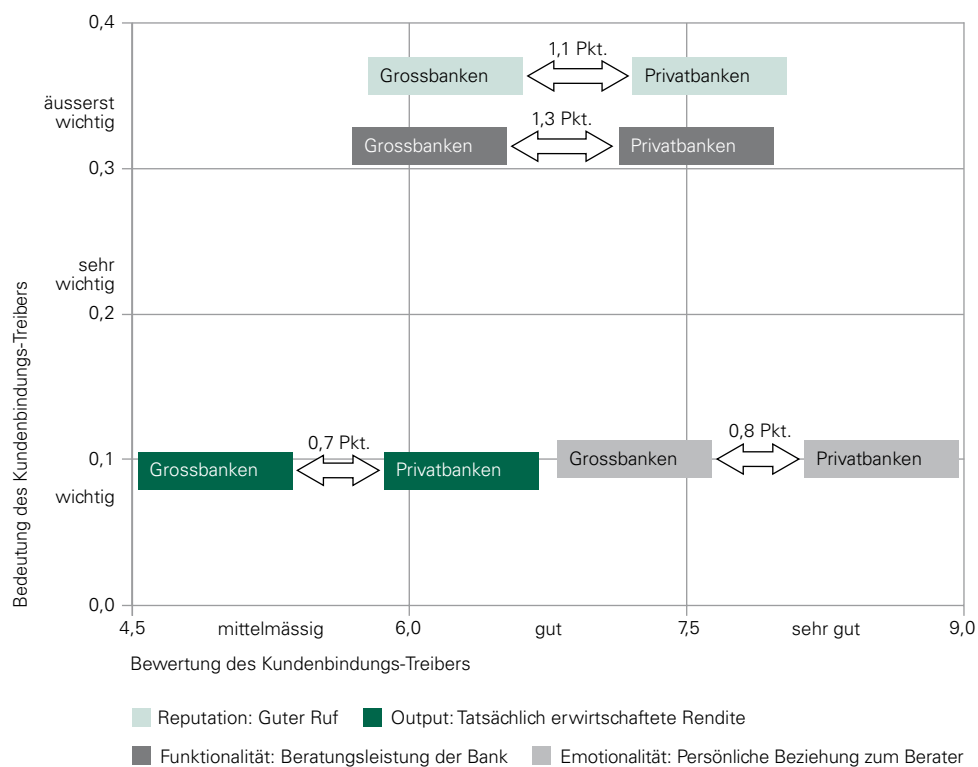 0,4
1,1 Pkt.
Grossbanken
Privatbanken
äusserst
wichtig
1,3 Pkt.
Grossbanken
Privatbanken
0,3
sehr
wichtig
0,2
0,7 Pkt.
0,8 Pkt.
0,1
Grossbanken
Privatbanken
Grossbanken
Privatbanken
wichtig
0,0
Bedeutung des Kundenbindungs-Treibers
4,5 mittelmässig 6,0 gut 7,5 sehr gut 9,0
Bewertung des Kundenbindungs-Treibers
Reputation: Guter Ruf
Output: Tatsächlich erwirtschaftete Rendite
Funktionalität: Beratungsleistung der Bank
Emotionalität: Persönliche Beziehung zum Berater